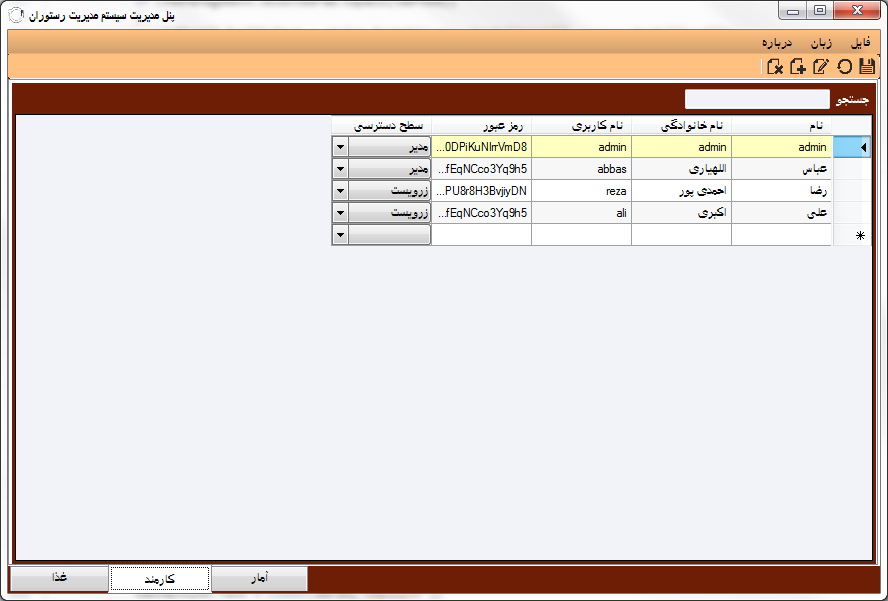 پنل مدیریت سیستم مدیریت رستوران
فایل زبان درباره
جستجو
نام نام خانوادگی نام کاربری رمز عبور سطح دسترسی
admin admin admin ...0DPiKuNIrrVmD8 مدیر
عباس اللهیاری abbas ...fEqNCco3Yq9h5 مدیر
رضا احمدی پور reza ...PU8r8H3BvjiyDN زرویست
علی اکبری ali ...fEqNCco3Yq9h5 زرویست
آمار کارمند غذا